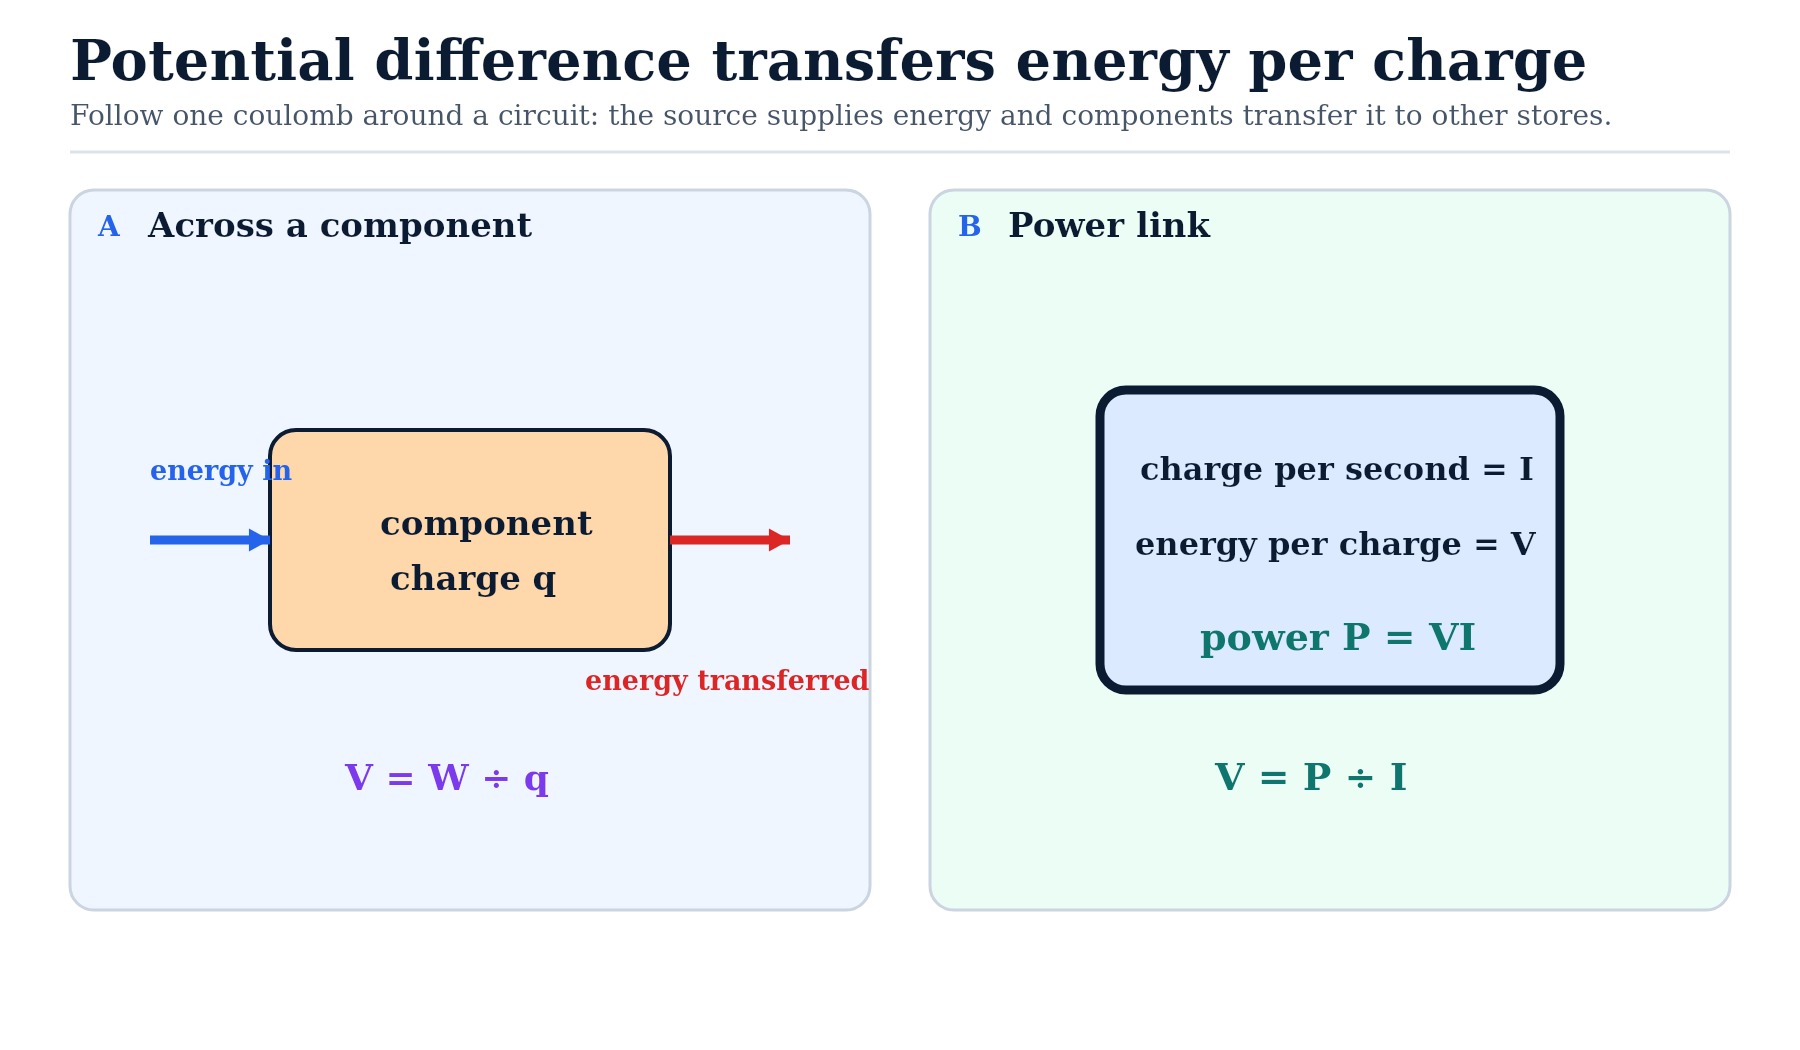 Potential difference transfers energy per charge
Follow one coulomb around a circuit: the source supplies energy and components transfer it to other stores.
A Across a component
energy in
component
charge q
energy transferred
V = W ÷ q
B Power link
charge per second = I
energy per charge = V
power P = VI
V = P ÷ I